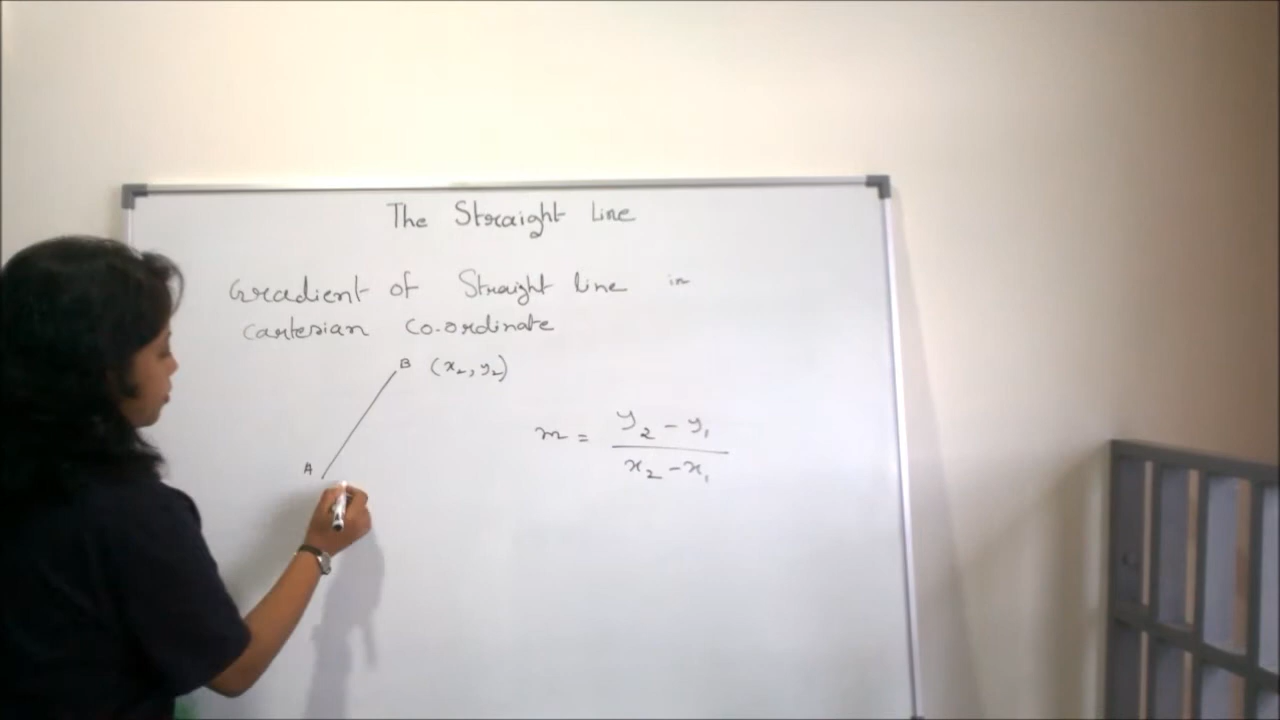 The Straight Line
Gradient of Straight line in
Cartesian Co-ordinate
B (x₂, y₂)
m = y₂ - y₁ / x₂ - x₁
A